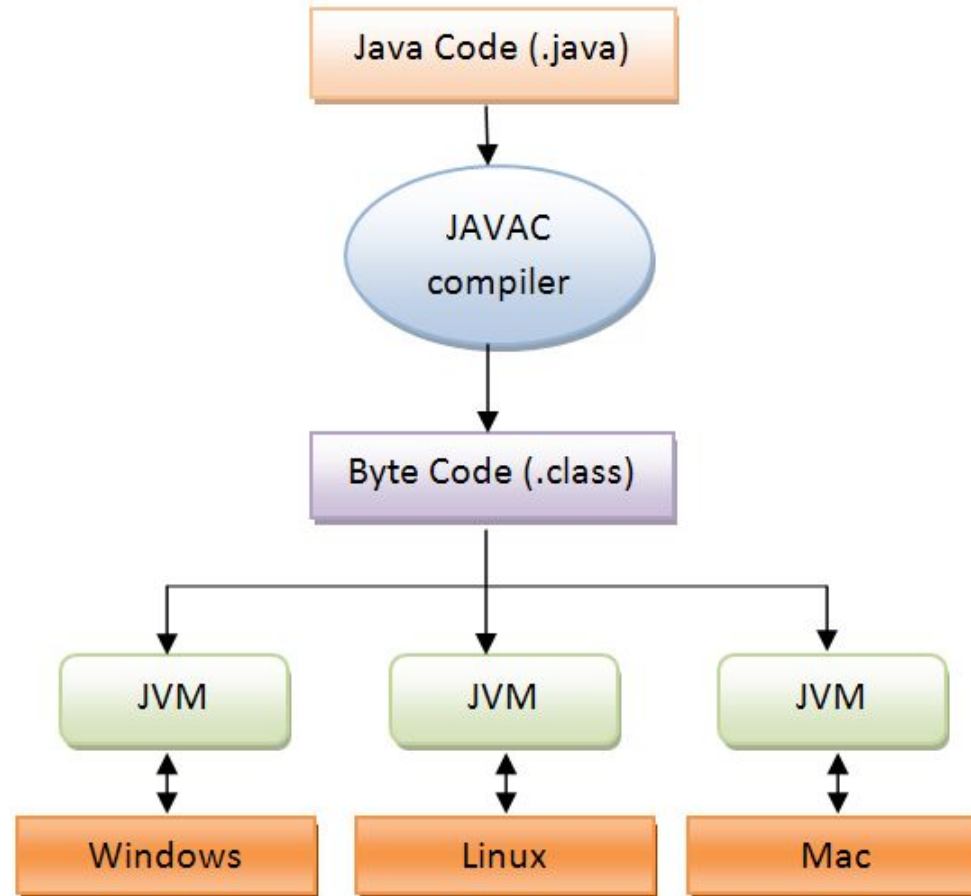 Java Code (.java)
JAVAC
compiler
Byte Code (.class)
JVM
JVM
JVM
Windows
Linux
Mac